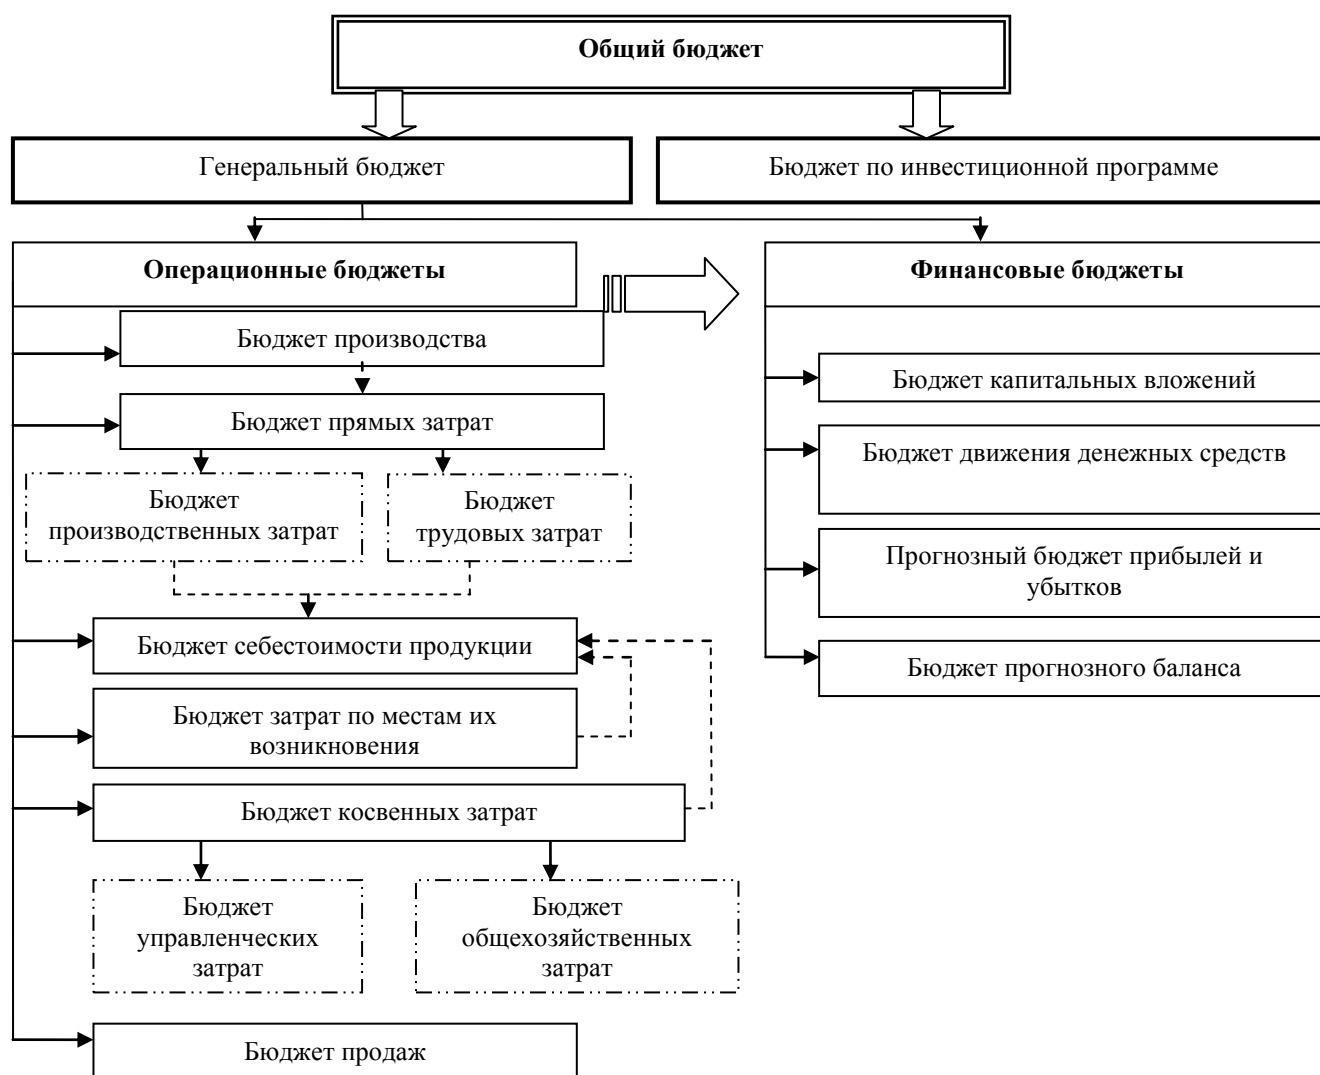 Общий бюджет
Генеральный бюджет
Бюджет по инвестиционной программе
Операционные бюджеты
Финансовые бюджеты
Бюджет производства
Бюджет прямых затрат
Бюджет
производственных затрат
Бюджет
трудовых затрат
Бюджет себестоимости продукции
Бюджет затрат по местам их
возникновения
Бюджет косвенных затрат
Бюджет
управленческих
затрат
Бюджет
общехозяйственных
затрат
Бюджет продаж
Бюджет капитальных вложений
Бюджет движения денежных средств
Прогнозный бюджет прибылей и
убытков
Бюджет прогнозного баланса